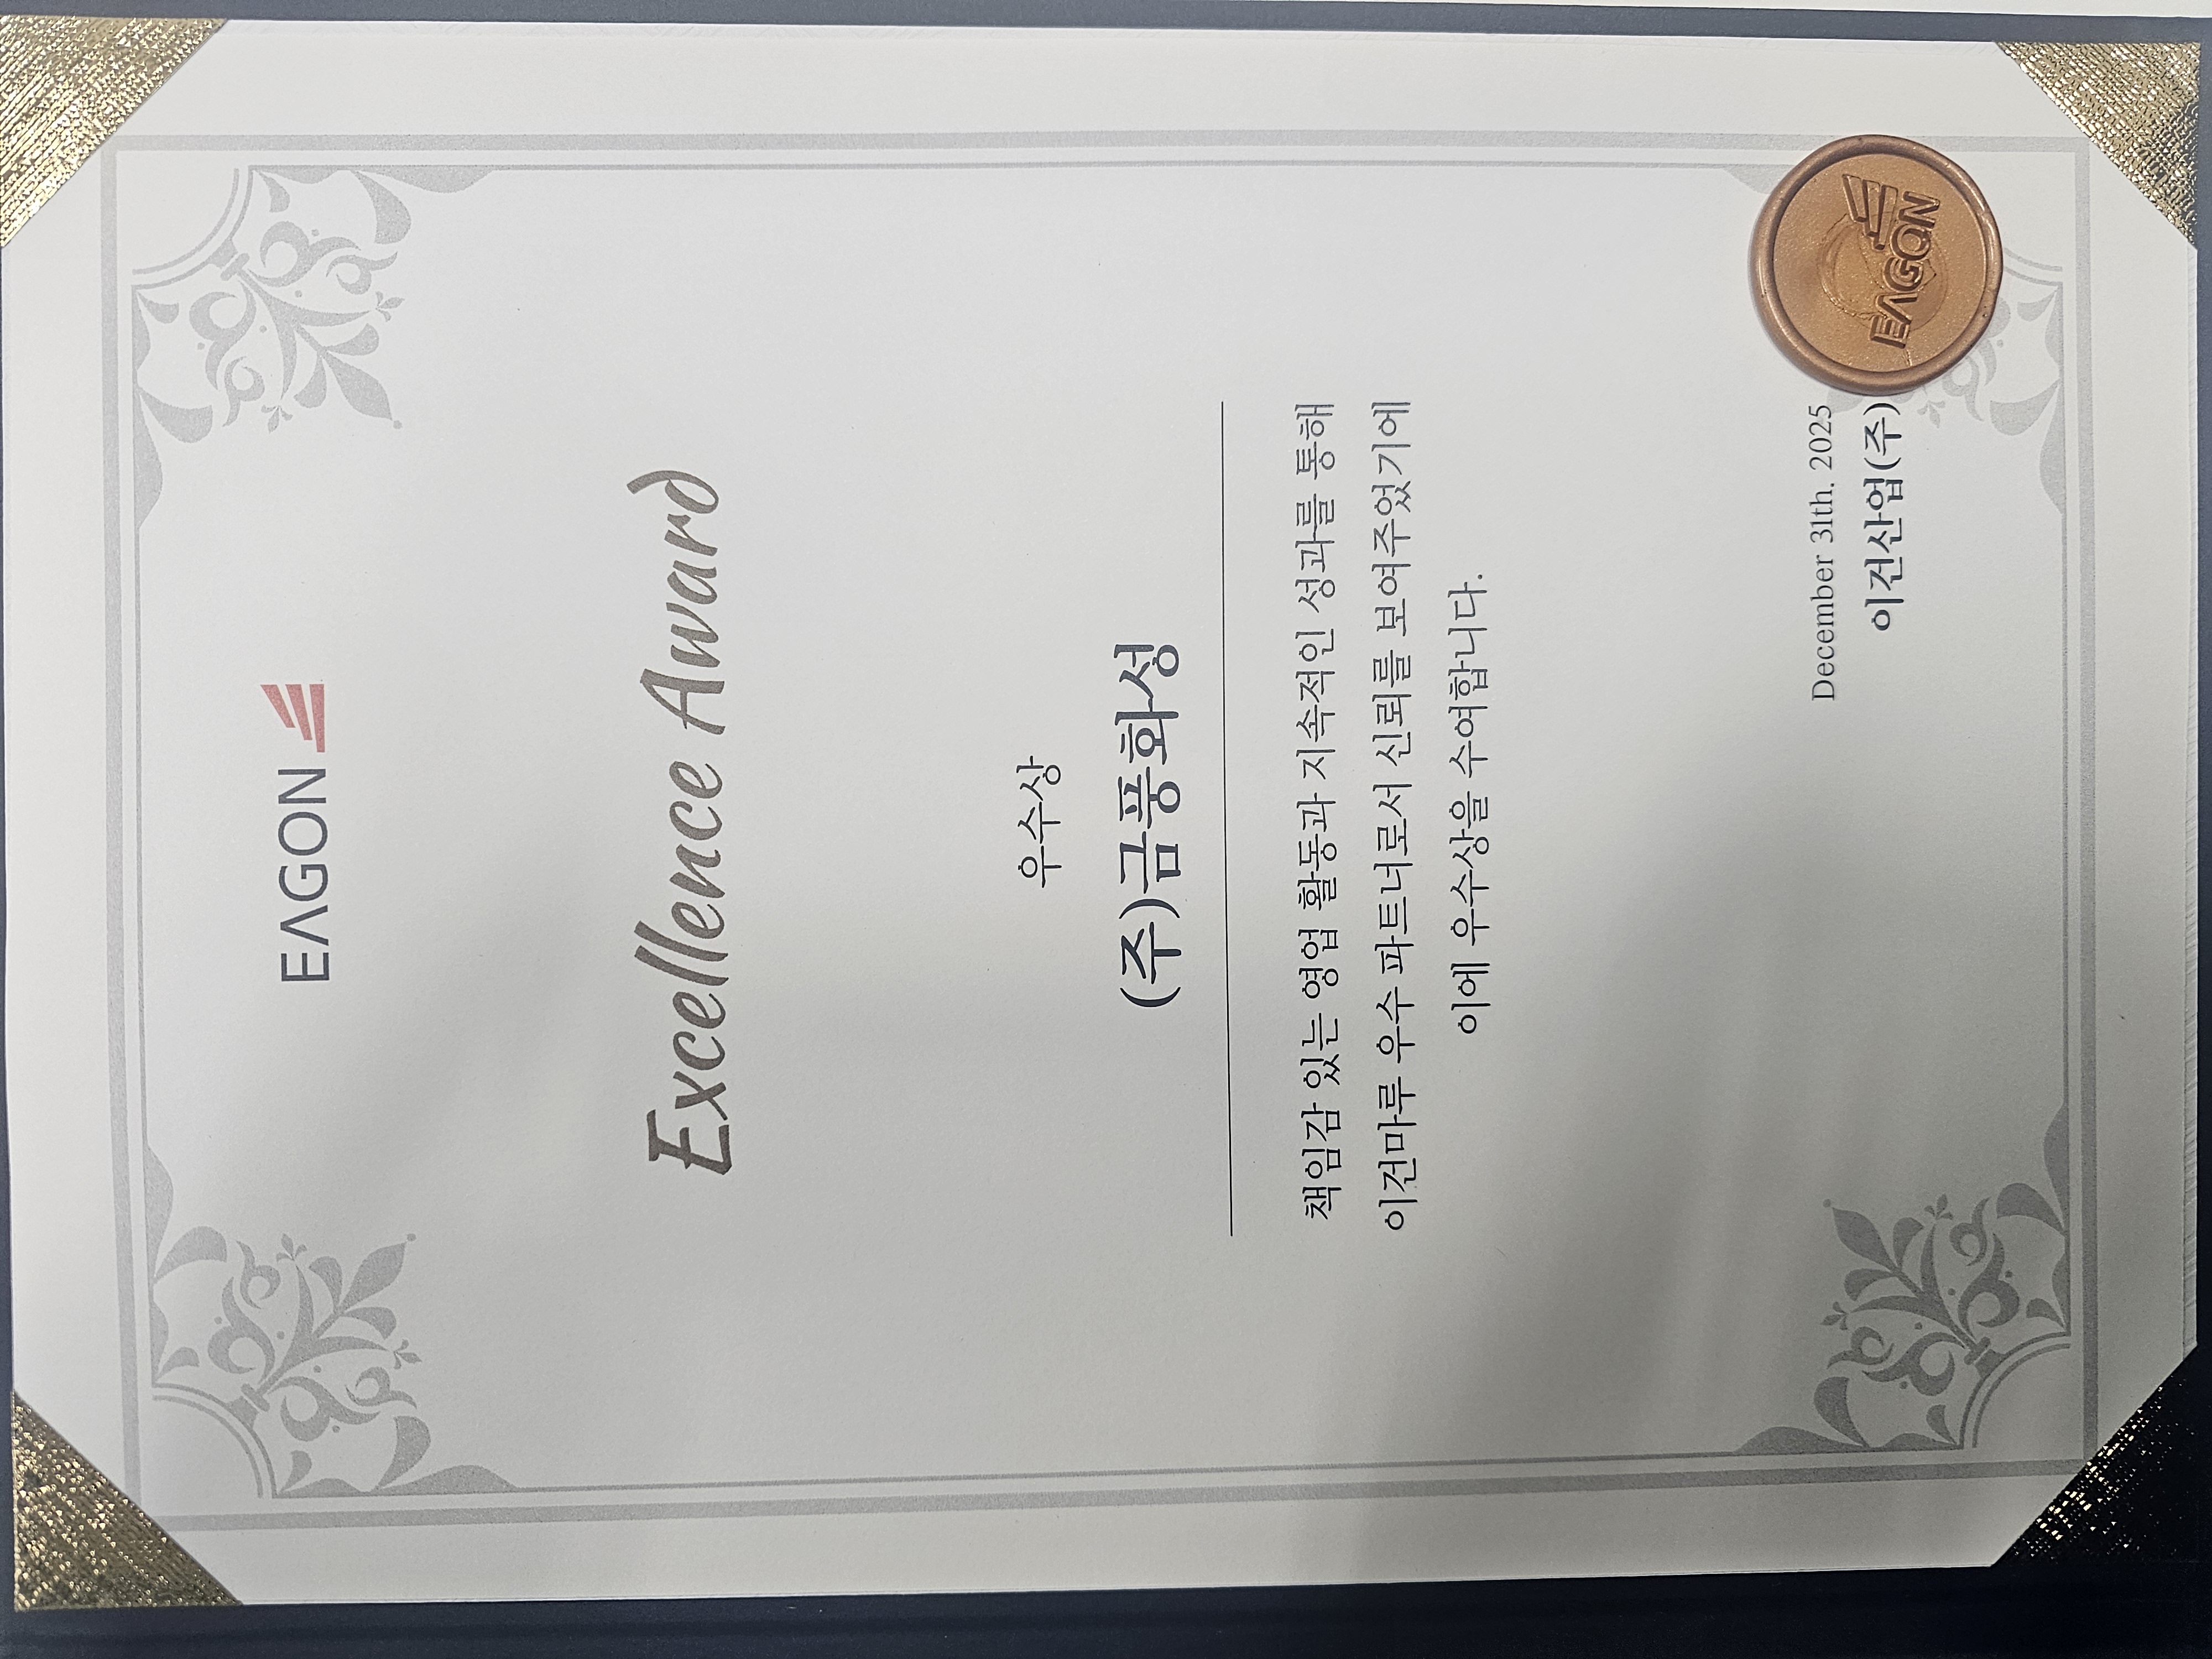 EAGON
Excellence Award
우수상
(주)금풍화성
책임감 있는 영업 활동과 지속적인 성과를 통해
이건마루 우수 파트너로서 신뢰를 보여주었기에
이에 우수상을 수여합니다.
December 31th. 2025
이건산업(주)
EAGON